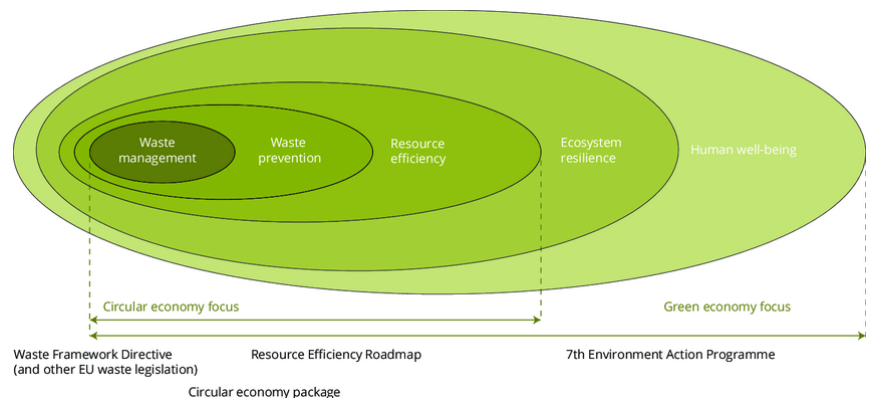 Waste
management
Waste
prevention
Resource
efficiency
Ecosystem
resilience
Human well-being
Circular economy focus
Green economy focus
Waste Framework Directive
(and other EU waste legislation)
Resource Efficiency Roadmap
7th Environment Action Programme
Circular economy package